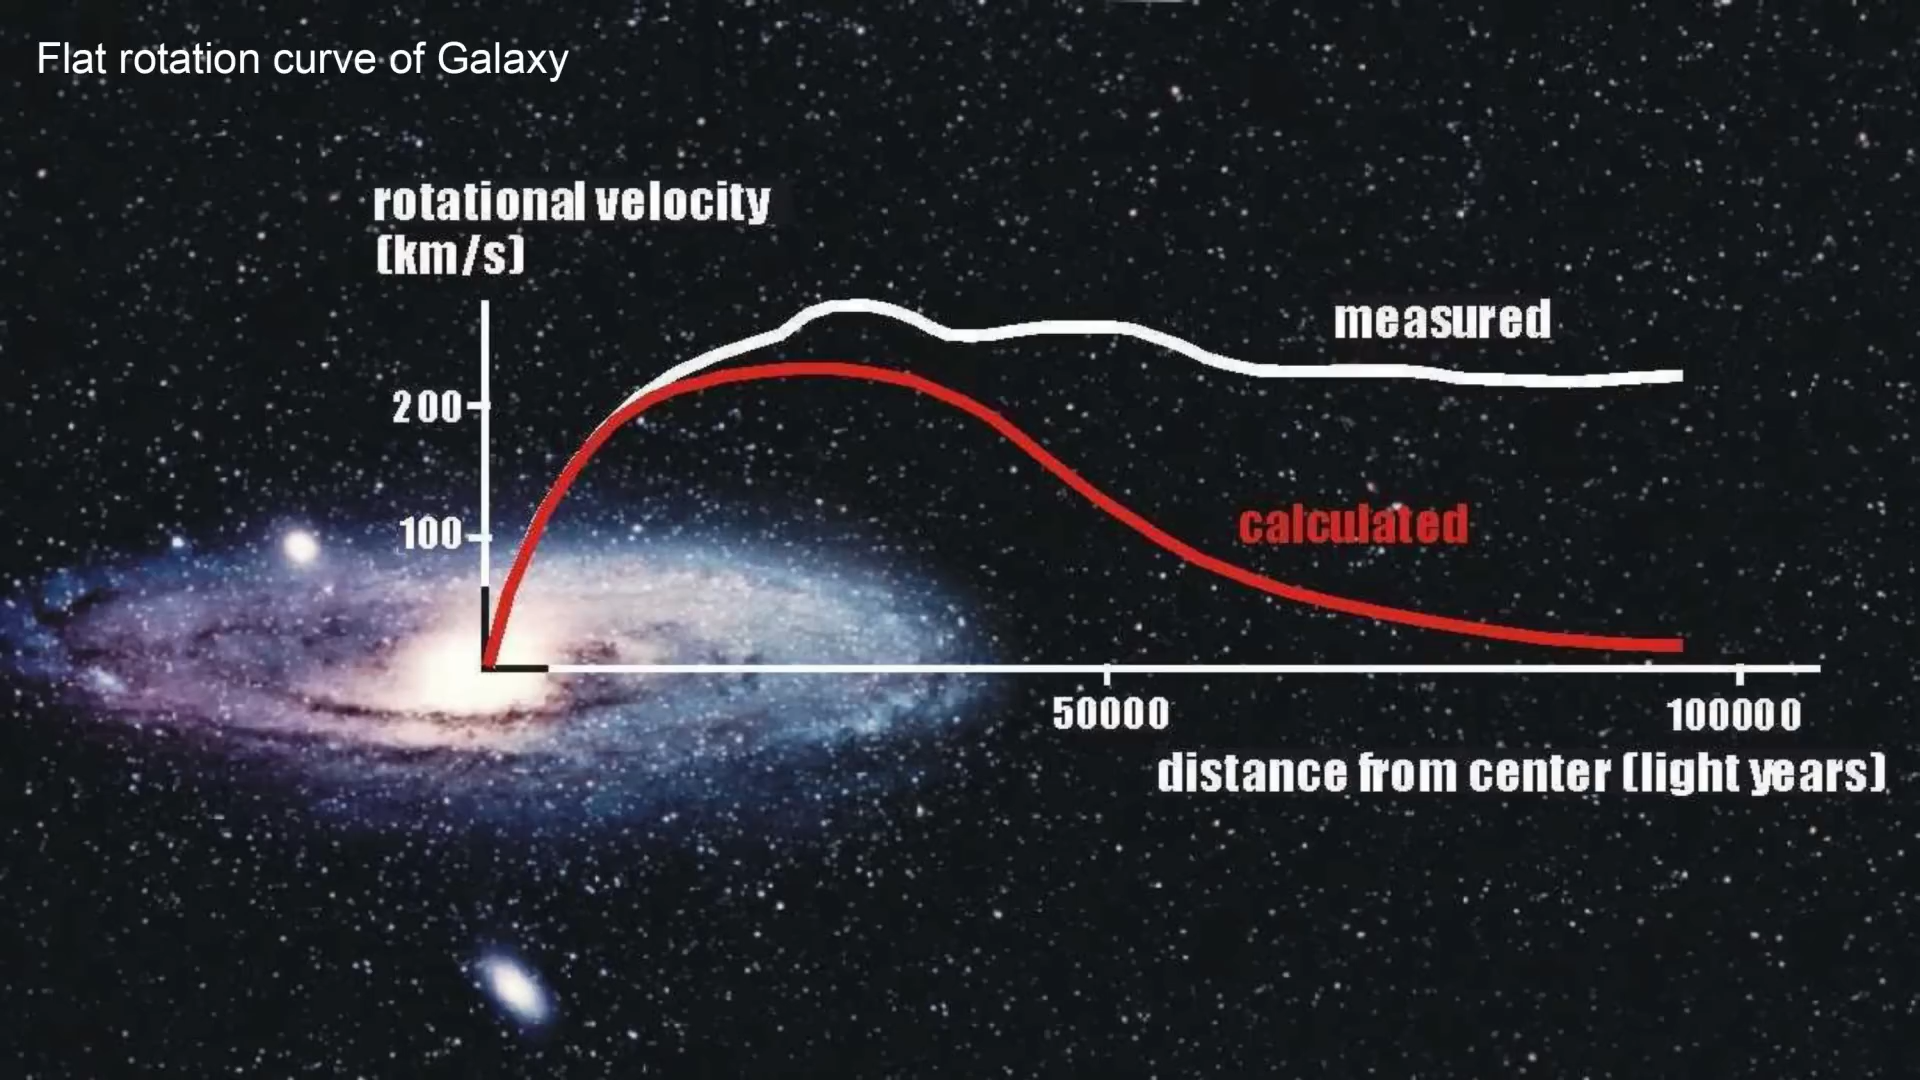 Flat rotation curve of Galaxy
rotational velocity
(km/s)
measured
200
calculated
100
50000
100000
distance from center (light years)